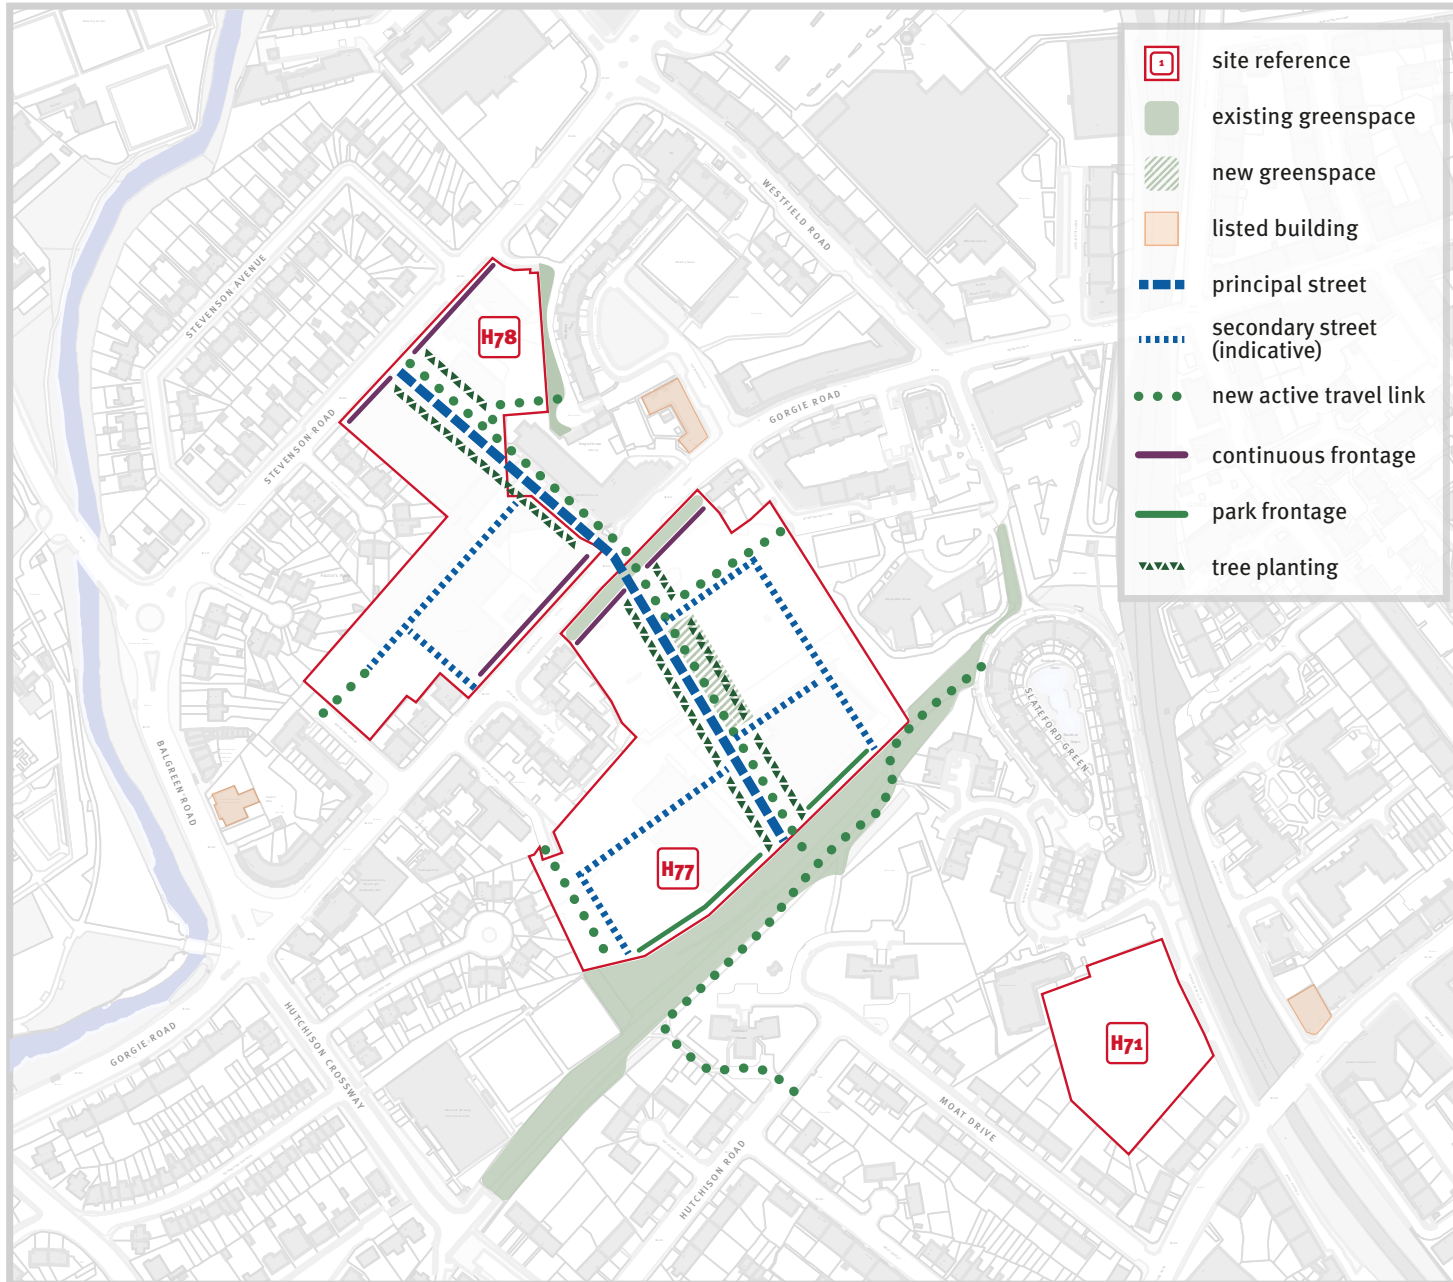 1
site reference
existing greenspace
new greenspace
listed building
principal street
secondary street
(indicative)
new active travel link
continuous frontage
park frontage
tree planting
WESTFIELD ROAD
STEVENSON AVENUE
H78
GORGIE ROAD
STEVENSON ROAD
SLATEFORD GREEN
BALGREEN ROAD
H77
H71
GORGIE ROAD
HUTCHISON CROSSWAY
MOAT DRIVE
HUTCHISON ROAD